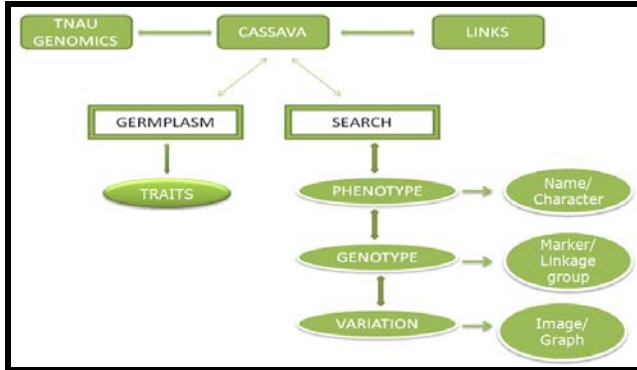 TNAU
GENOMICS
CASSAVA
LINKS
GERMPLASM
SEARCH
TRAITS
PHENOTYPE
Name/
Character
GENOTYPE
Marker/
Linkage
group
VARIATION
Image/
Graph